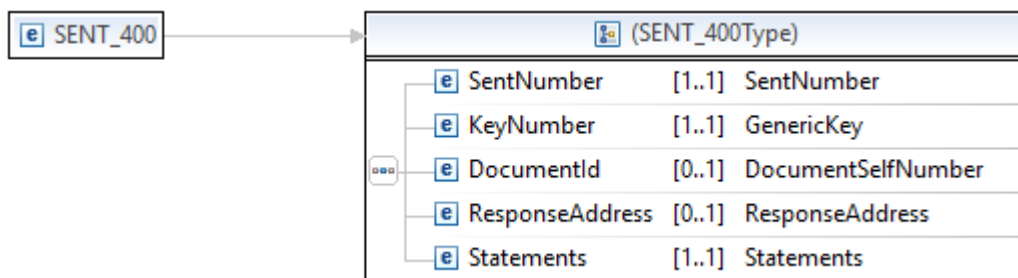 e SENT_400
(SENT_400Type)
e SentNumber [1..1] SentNumber
e KeyNumber [1..1] GenericKey
e DocumentId [0..1] DocumentSelfNumber
e ResponseAddress [0..1] ResponseAddress
e Statements [1..1] Statements